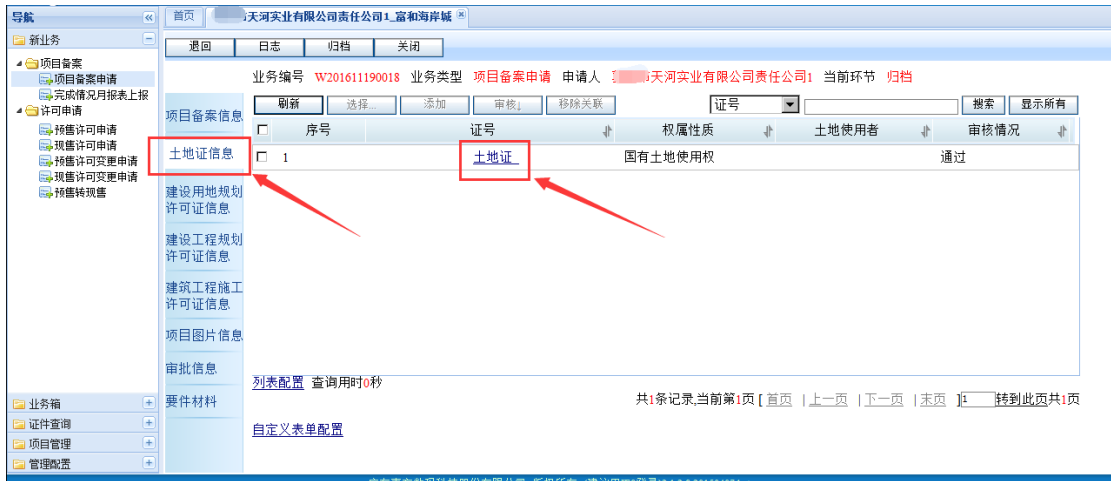 导航
新业务
项目备案
项目备案申请
完成情况月报表上报
许可申请
预售许可申请
现售许可申请
预售许可变更申请
现售许可变更申请
预售转现售
业务箱
证件查询
项目管理
管理配置
首页 天河实业有限公司责任公司1_富和海岸城
退回 日志 归档 关闭
业务编号 W201611190018 业务类型 项目备案申请 申请人 天河实业有限公司责任公司1 当前环节 归档
项目备案信息
土地证信息
建设用地规划
许可证信息
建设工程规划
许可证信息
建筑工程施工
许可证信息
项目图片信息
审批信息
要件材料
刷新 选择... 添加 审核↓ 移除关联 证号 搜索 显示所有
序号 证号 权属性质 土地使用者 审核情况
1 土地证 国有土地使用权 通过
列表配置 查询用时0秒
共1条记录,当前第1页 [ 首页 | 上一页 | 下一页 | 末页 ] 1 转到此页共1页
自定义表单配置